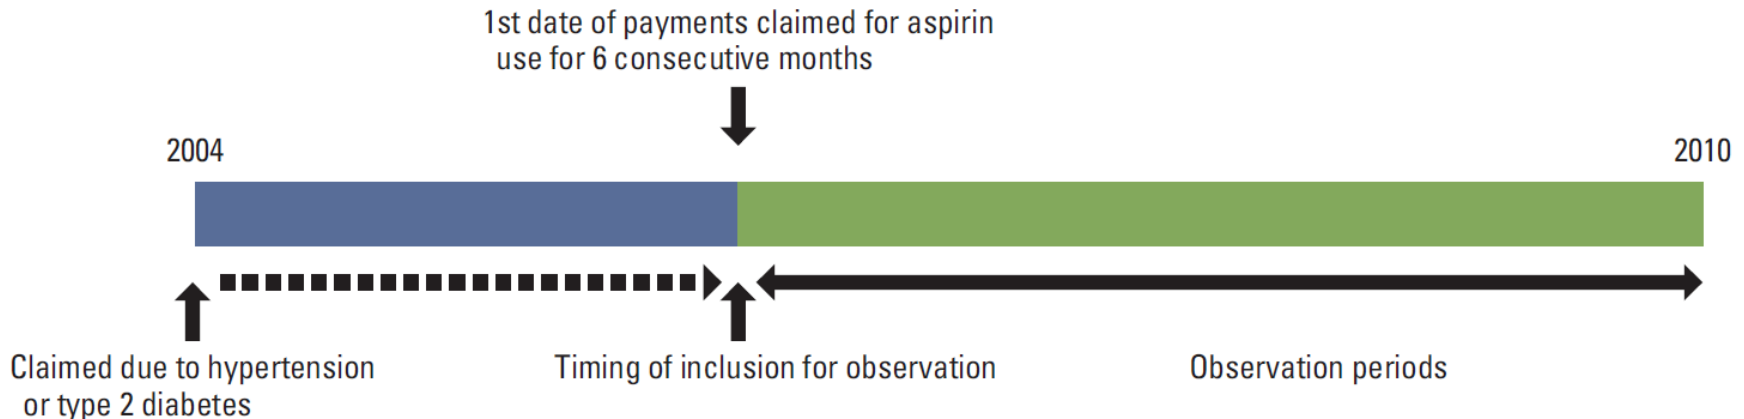 1st date of payments claimed for aspirin
use for 6 consecutive months
2004
2010
Claimed due to hypertension
or type 2 diabetes
Timing of inclusion for observation
Observation periods